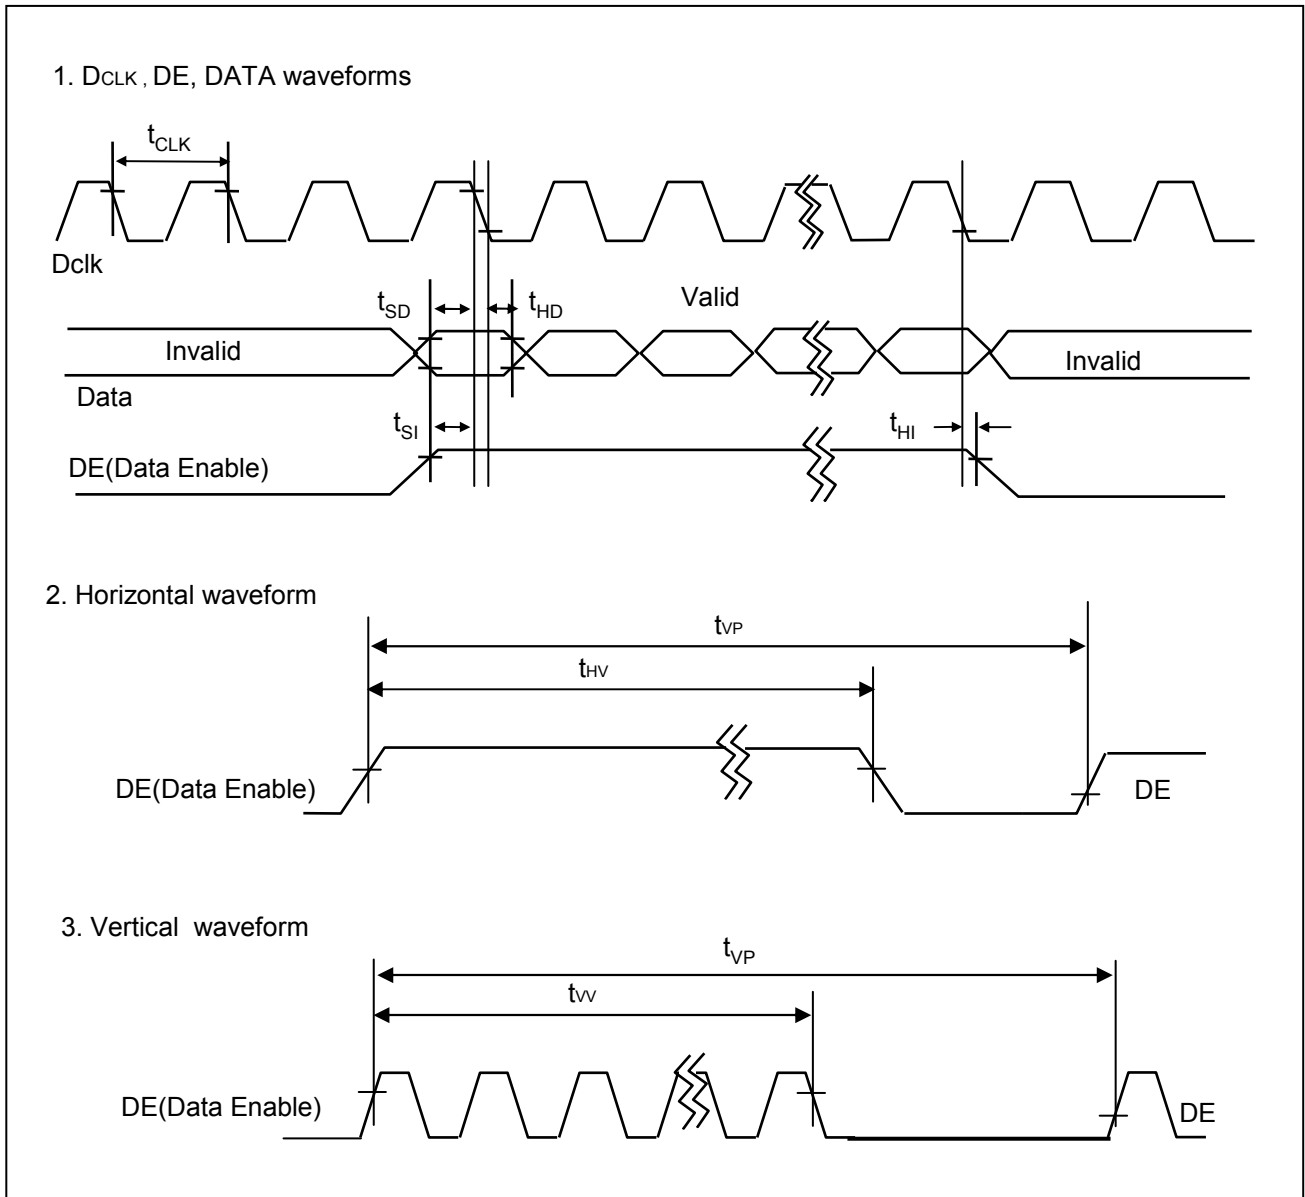 1. DCLK , DE, DATA waveforms
tCLK
Dclk
tSD
tHD
Valid
Invalid
Invalid
Data
tSI
tHI
DE(Data Enable)
2. Horizontal waveform
tVP
tHV
DE(Data Enable)
DE
3. Vertical waveform
tVP
tVV
DE(Data Enable)
DE